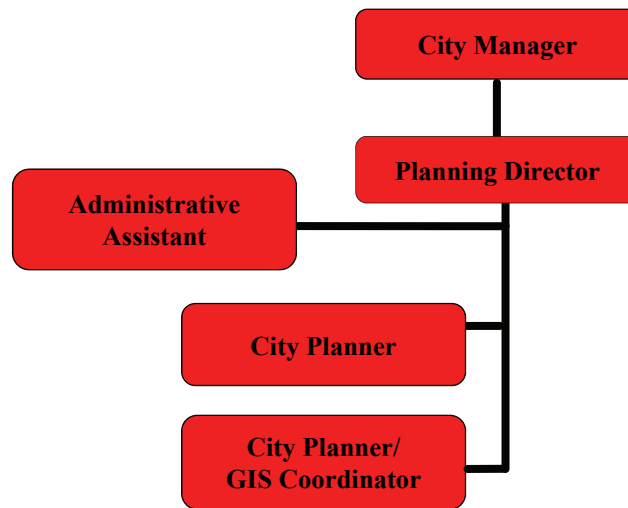 City Manager
Planning Director
Administrative
Assistant
City Planner
City Planner/
GIS Coordinator